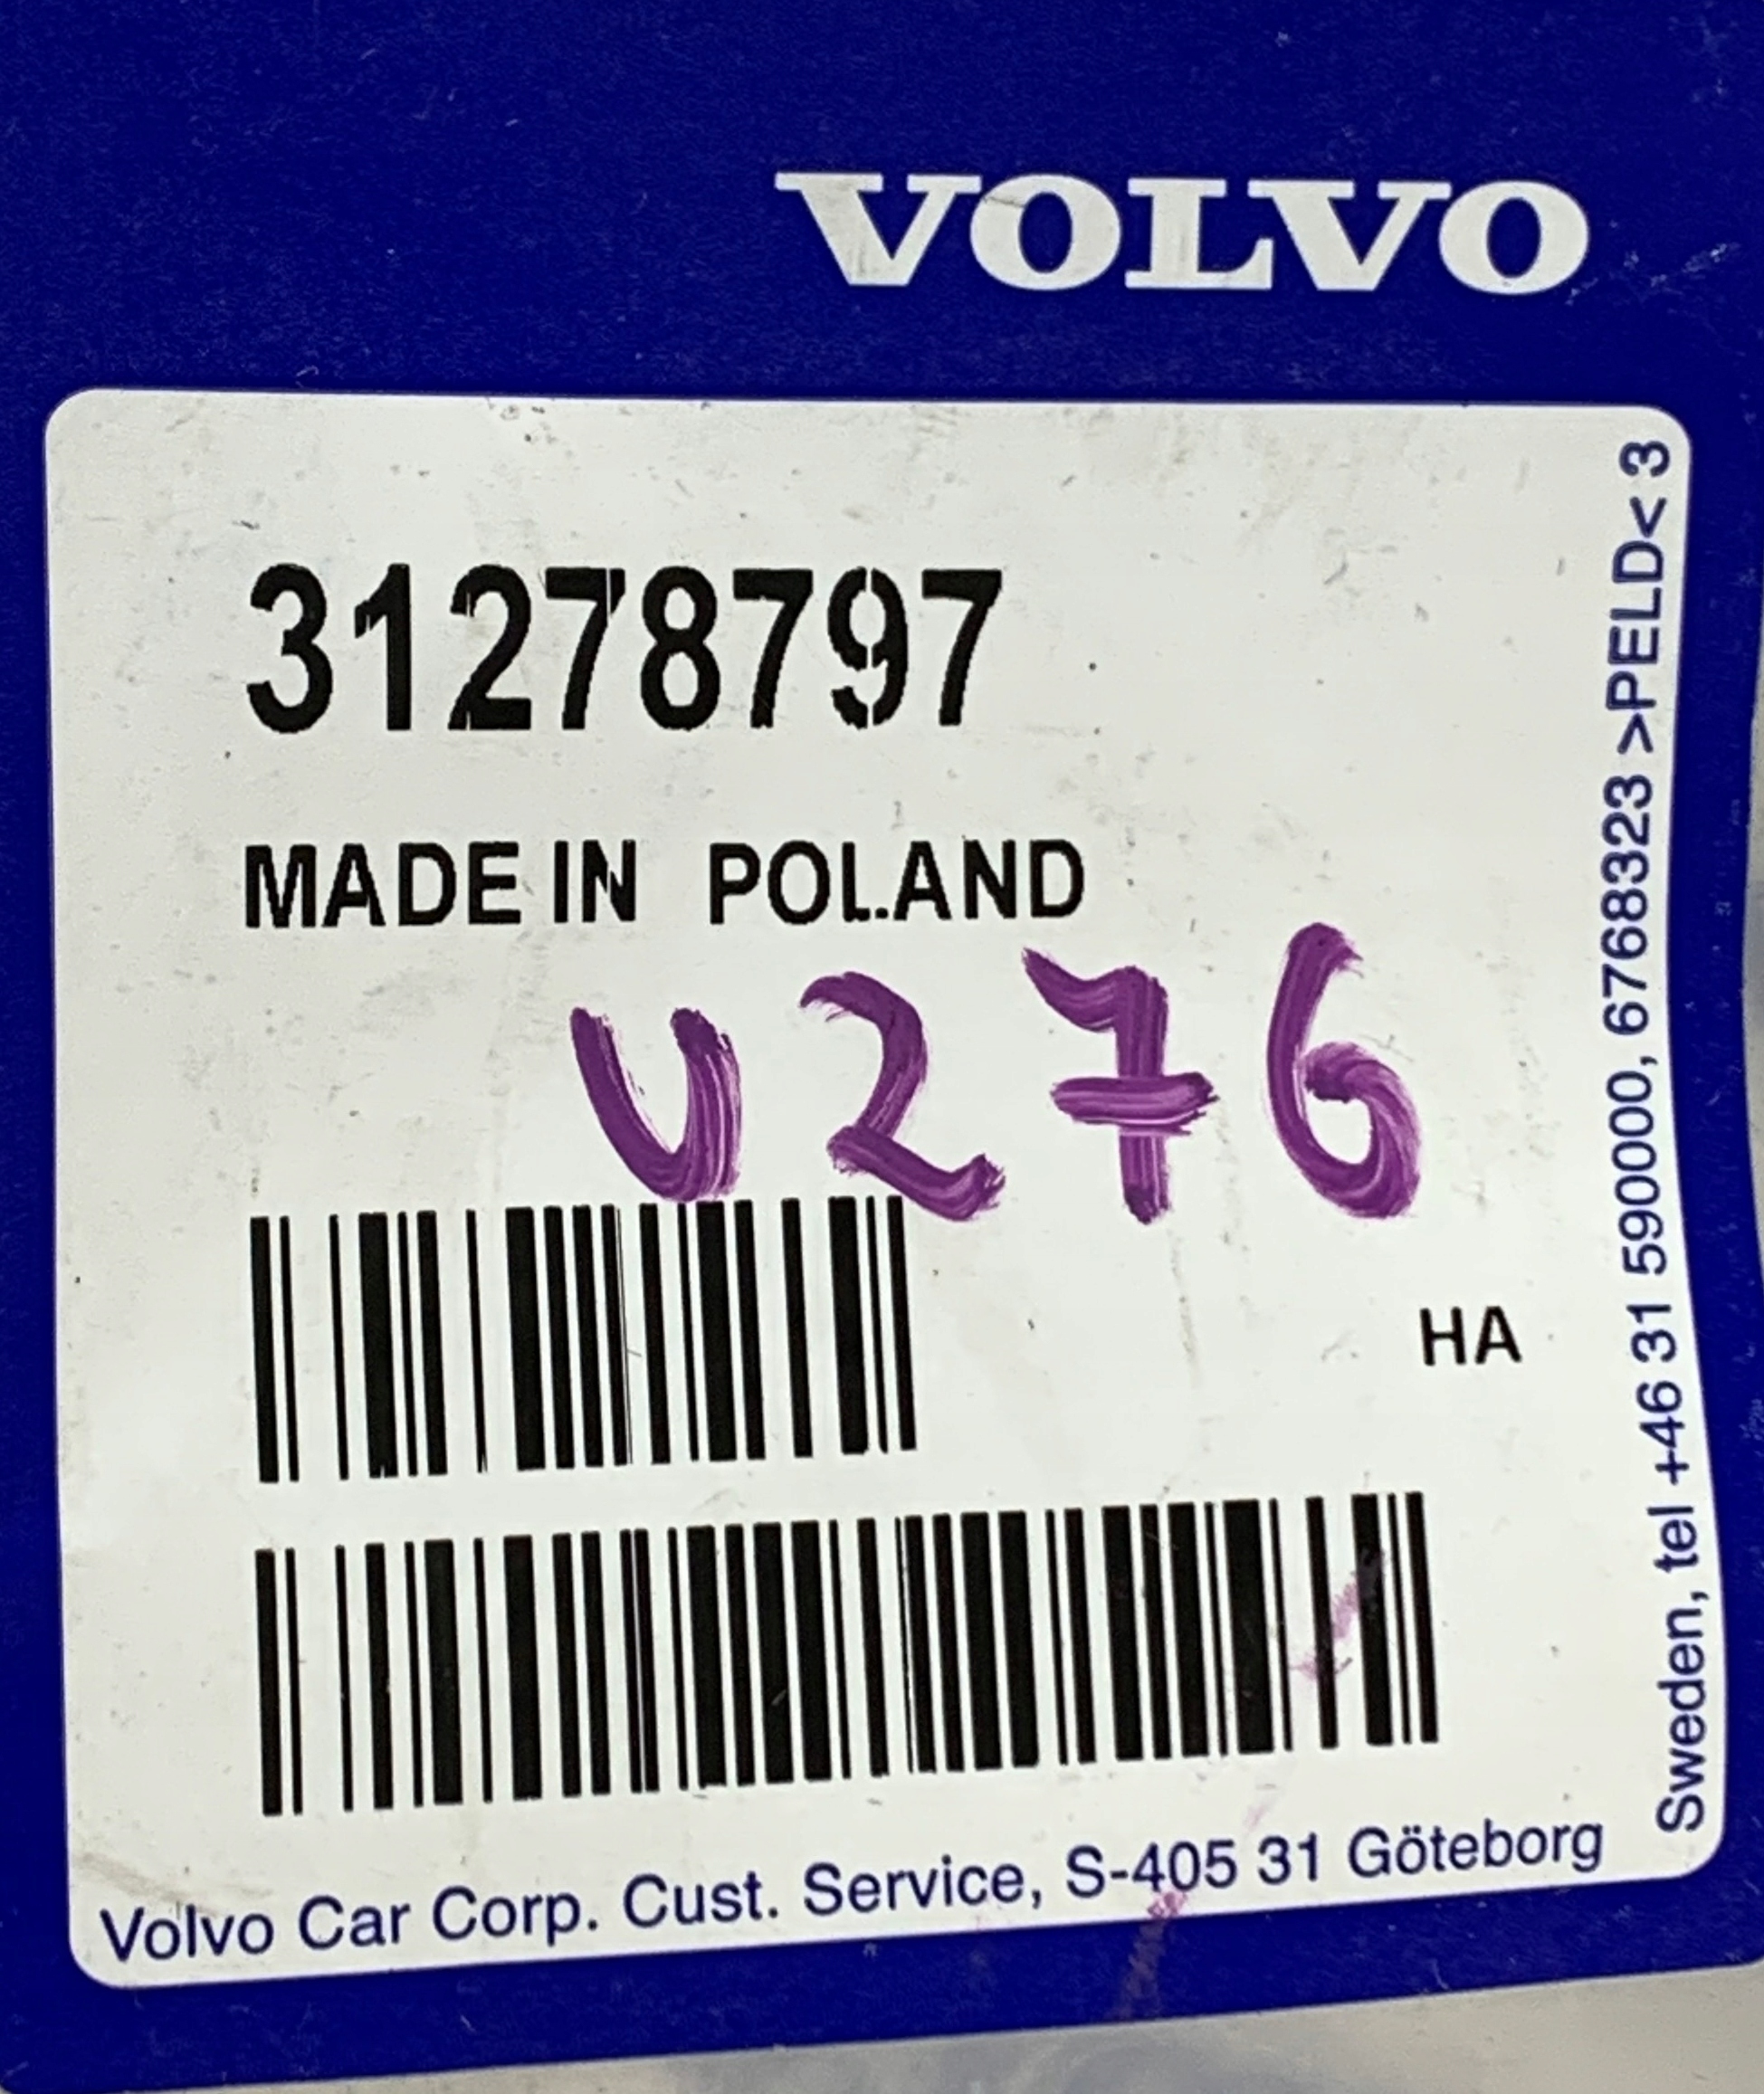 VOLVO
31278797
MADE IN POLAND
U276
HA
Volvo Car Corp. Cust. Service, S-405 31 Göteborg
Sweden, tel +46 31 590000, 6768323 >PELD< 3